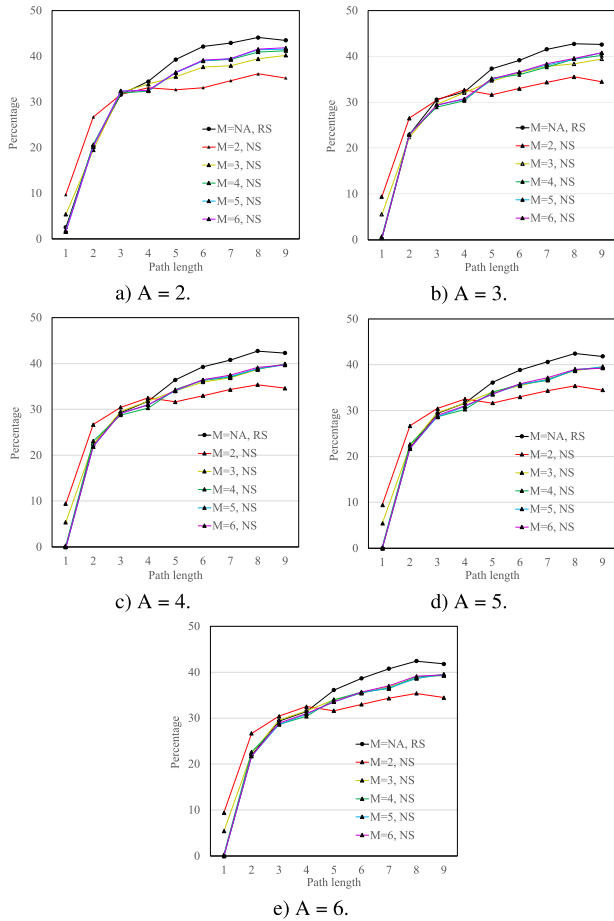 50
40
30
20
10
0
Percentage
M=NA, RS
M=2, NS
M=3, NS
M=4, NS
M=5, NS
M=6, NS
1 2 3 4 5 6 7 8 9
Path length
a) A = 2.
50
40
30
20
10
0
Percentage
M=NA, RS
M=2, NS
M=3, NS
M=4, NS
M=5, NS
M=6, NS
1 2 3 4 5 6 7 8 9
Path length
b) A = 3.
50
40
30
20
10
0
Percentage
M=NA, RS
M=2, NS
M=3, NS
M=4, NS
M=5, NS
M=6, NS
1 2 3 4 5 6 7 8 9
Path length
c) A = 4.
50
40
30
20
10
0
Percentage
M=NA, RS
M=2, NS
M=3, NS
M=4, NS
M=5, NS
M=6, NS
1 2 3 4 5 6 7 8 9
Path length
d) A = 5.
50
40
30
20
10
0
Percentage
M=NA, RS
M=2, NS
M=3, NS
M=4, NS
M=5, NS
M=6, NS
1 2 3 4 5 6 7 8 9
Path length
e) A = 6.